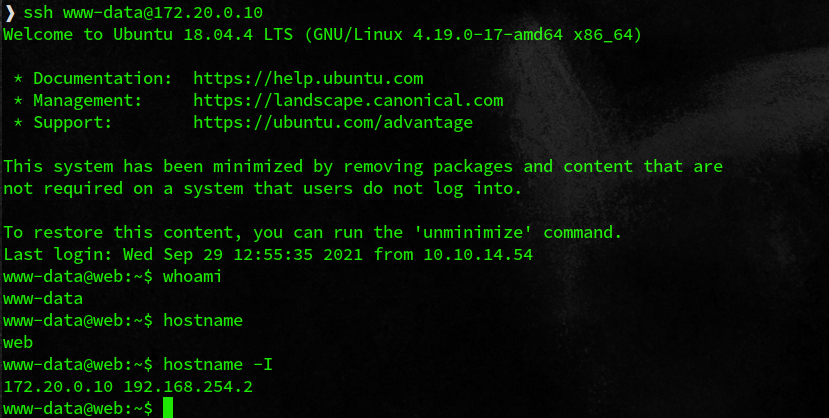 ❯ ssh www-data@172.20.0.10
Welcome to Ubuntu 18.04.4 LTS (GNU/Linux 4.19.0-17-amd64 x86_64)
* Documentation:  https://help.ubuntu.com
* Management:     https://landscape.canonical.com
* Support:        https://ubuntu.com/advantage
This system has been minimized by removing packages and content that are
not required on a system that users do not log into.
To restore this content, you can run the 'unminimize' command.
Last login: Wed Sep 29 12:55:35 2021 from 10.10.14.54
www-data@web:~$ whoami
www-data
www-data@web:~$ hostname
web
www-data@web:~$ hostname -I
172.20.0.10 192.168.254.2
www-data@web:~$